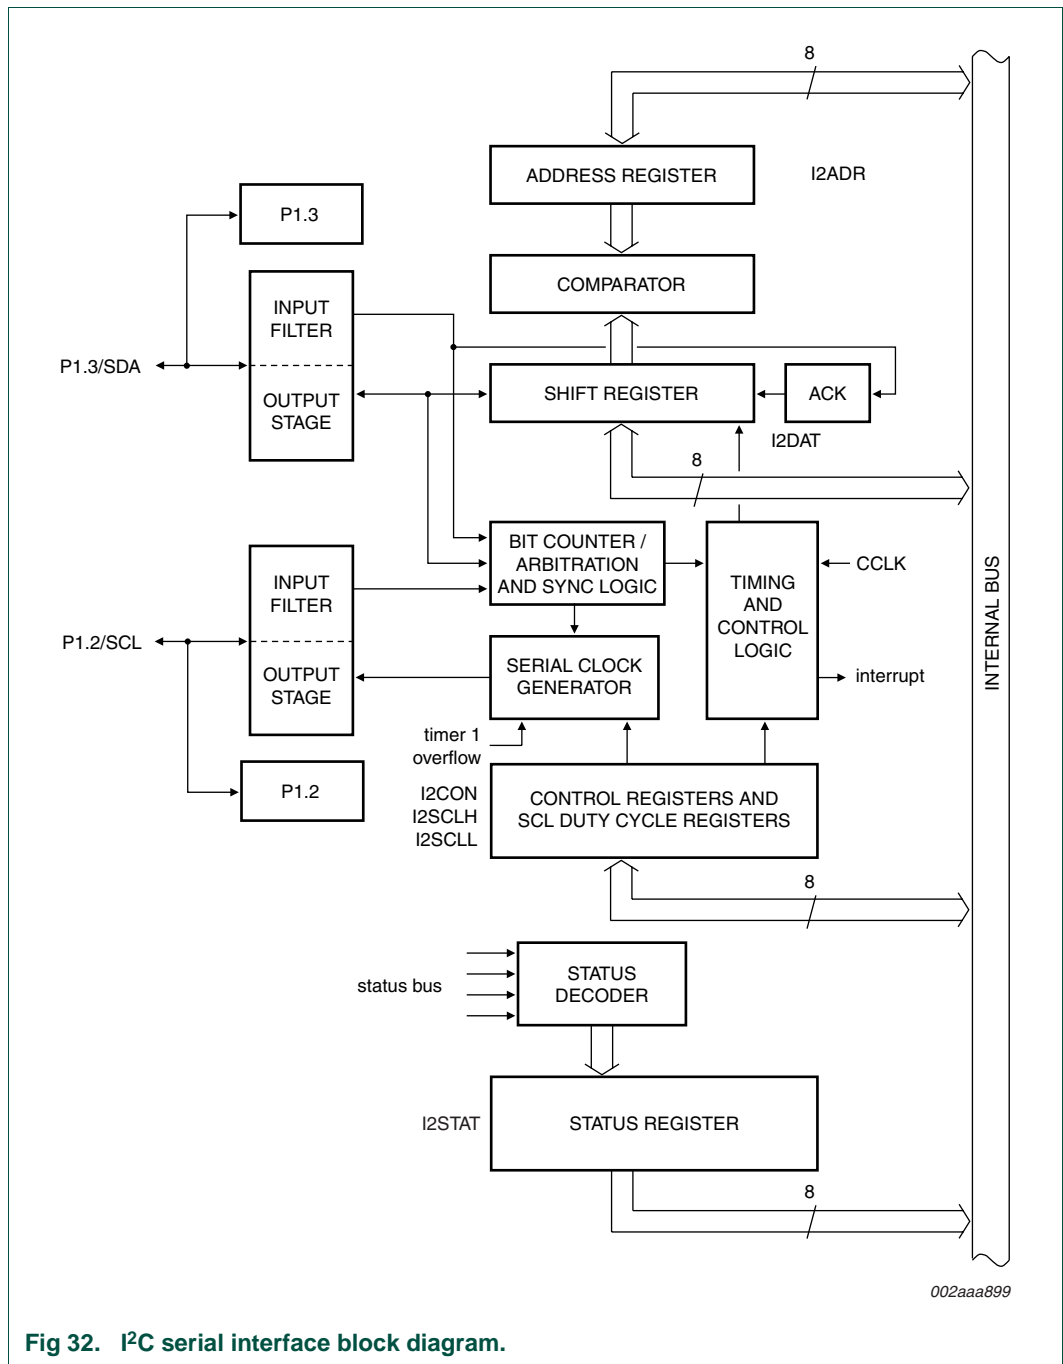 8
ADDRESS REGISTER
I2ADR
P1.3
COMPARATOR
INPUT
FILTER
P1.3/SDA
OUTPUT
STAGE
SHIFT REGISTER
ACK
I2DAT
8
BIT COUNTER /
ARBITRATION
AND SYNC LOGIC
INPUT
FILTER
TIMING
AND
CONTROL
LOGIC
CCLK
INTERNAL BUS
P1.2/SCL
OUTPUT
STAGE
SERIAL CLOCK
GENERATOR
interrupt
timer 1
overflow
P1.2
I2CON
I2SCLH
I2SCLL
CONTROL REGISTERS AND
SCL DUTY CYCLE REGISTERS
8
status bus
STATUS
DECODER
I2STAT
STATUS REGISTER
8
002aaa899
Fig 32. I²C serial interface block diagram.